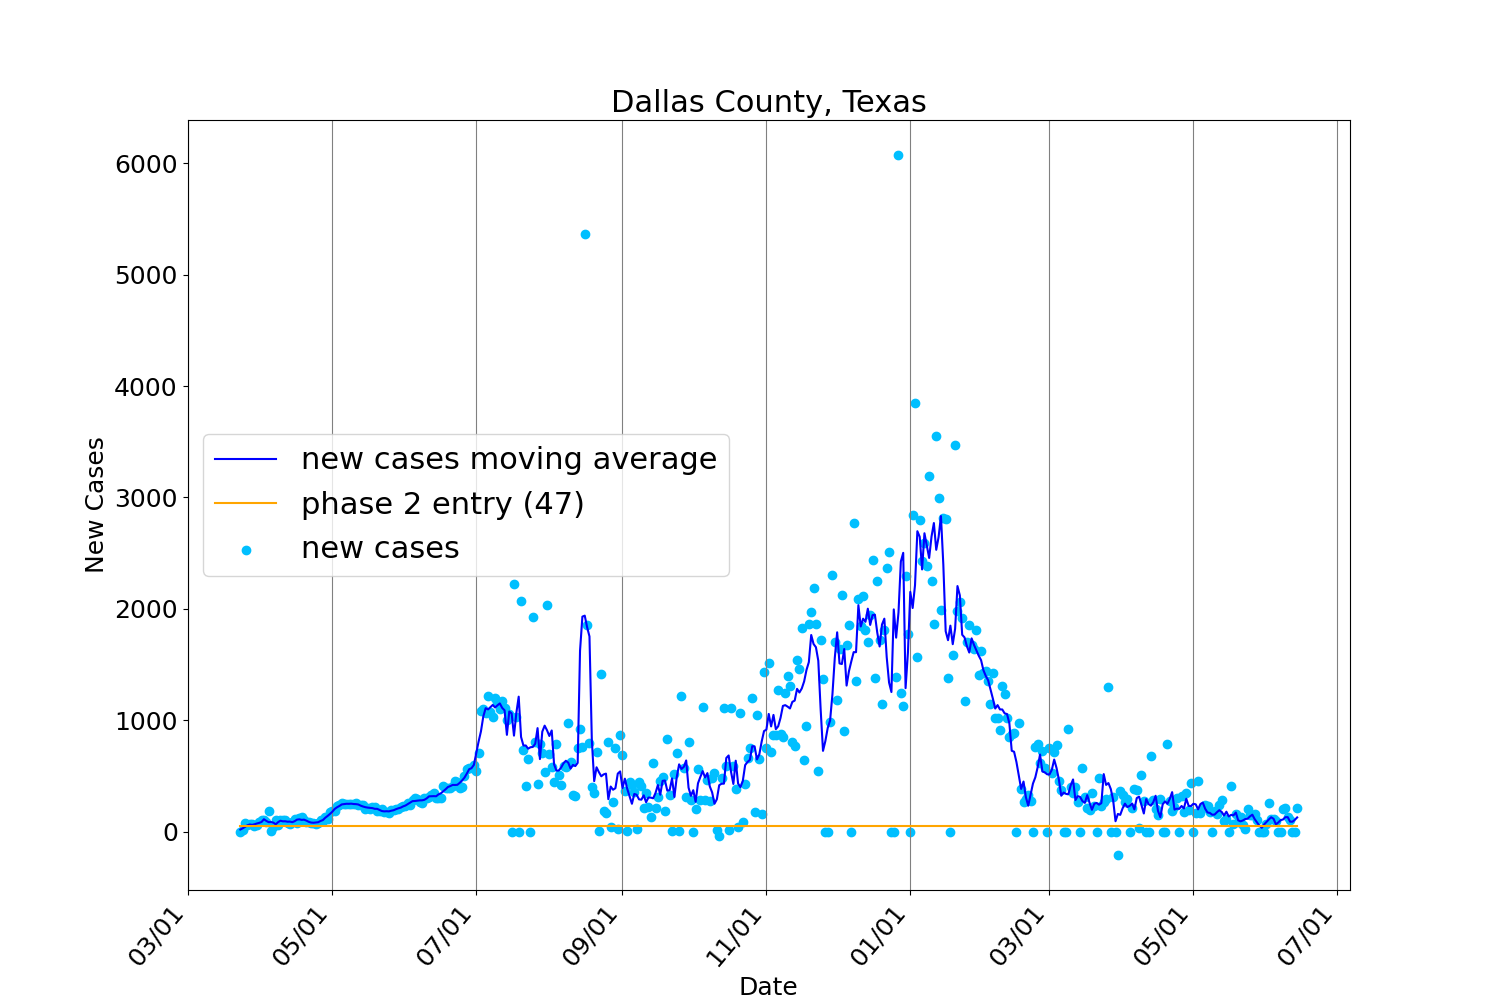 Dallas County, Texas
6000
5000
4000
3000
2000
1000
0
New Cases
new cases moving average
phase 2 entry (47)
new cases
03/01
05/01
07/01
09/01
11/01
01/01
03/01
05/01
07/01
Date